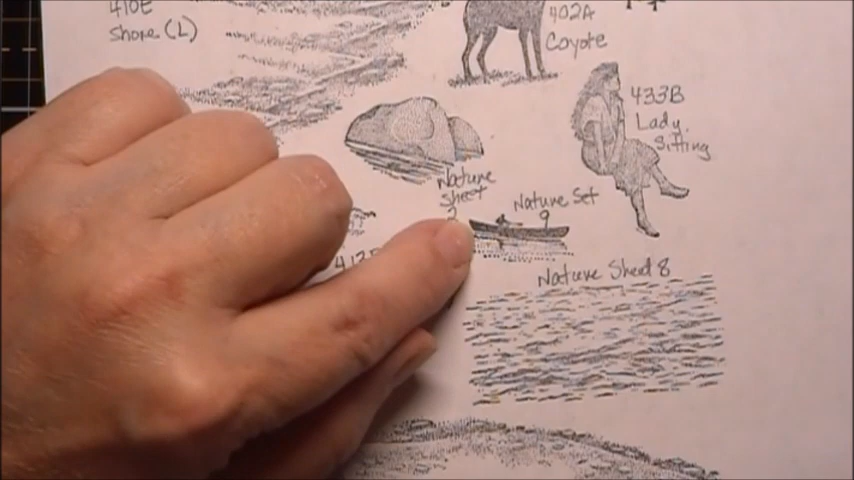 410E
Shore (L)
402A
Coyote
433B
Lady
Sitting
Nature
Sheet
Nature Set
9
Nature Sheet 8